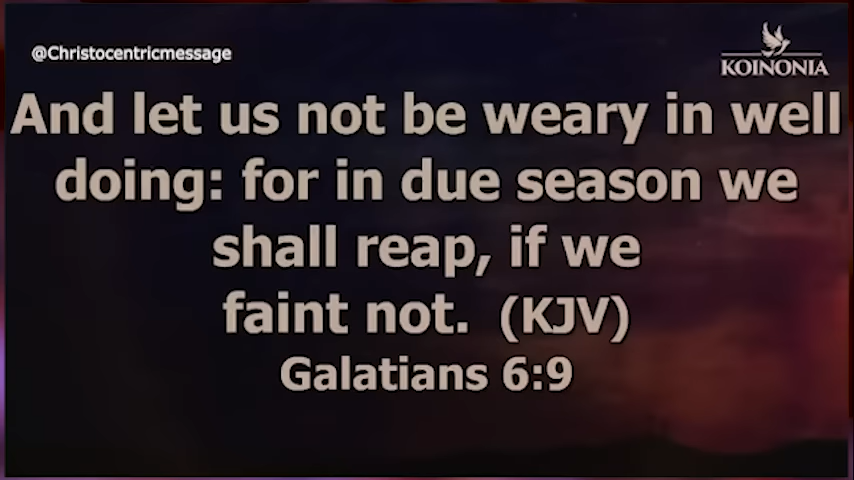 @Christocentricmessage
KOINONIA
And let us not be weary in well
doing: for in due season we
shall reap, if we
faint not. (KJV)
Galatians 6:9